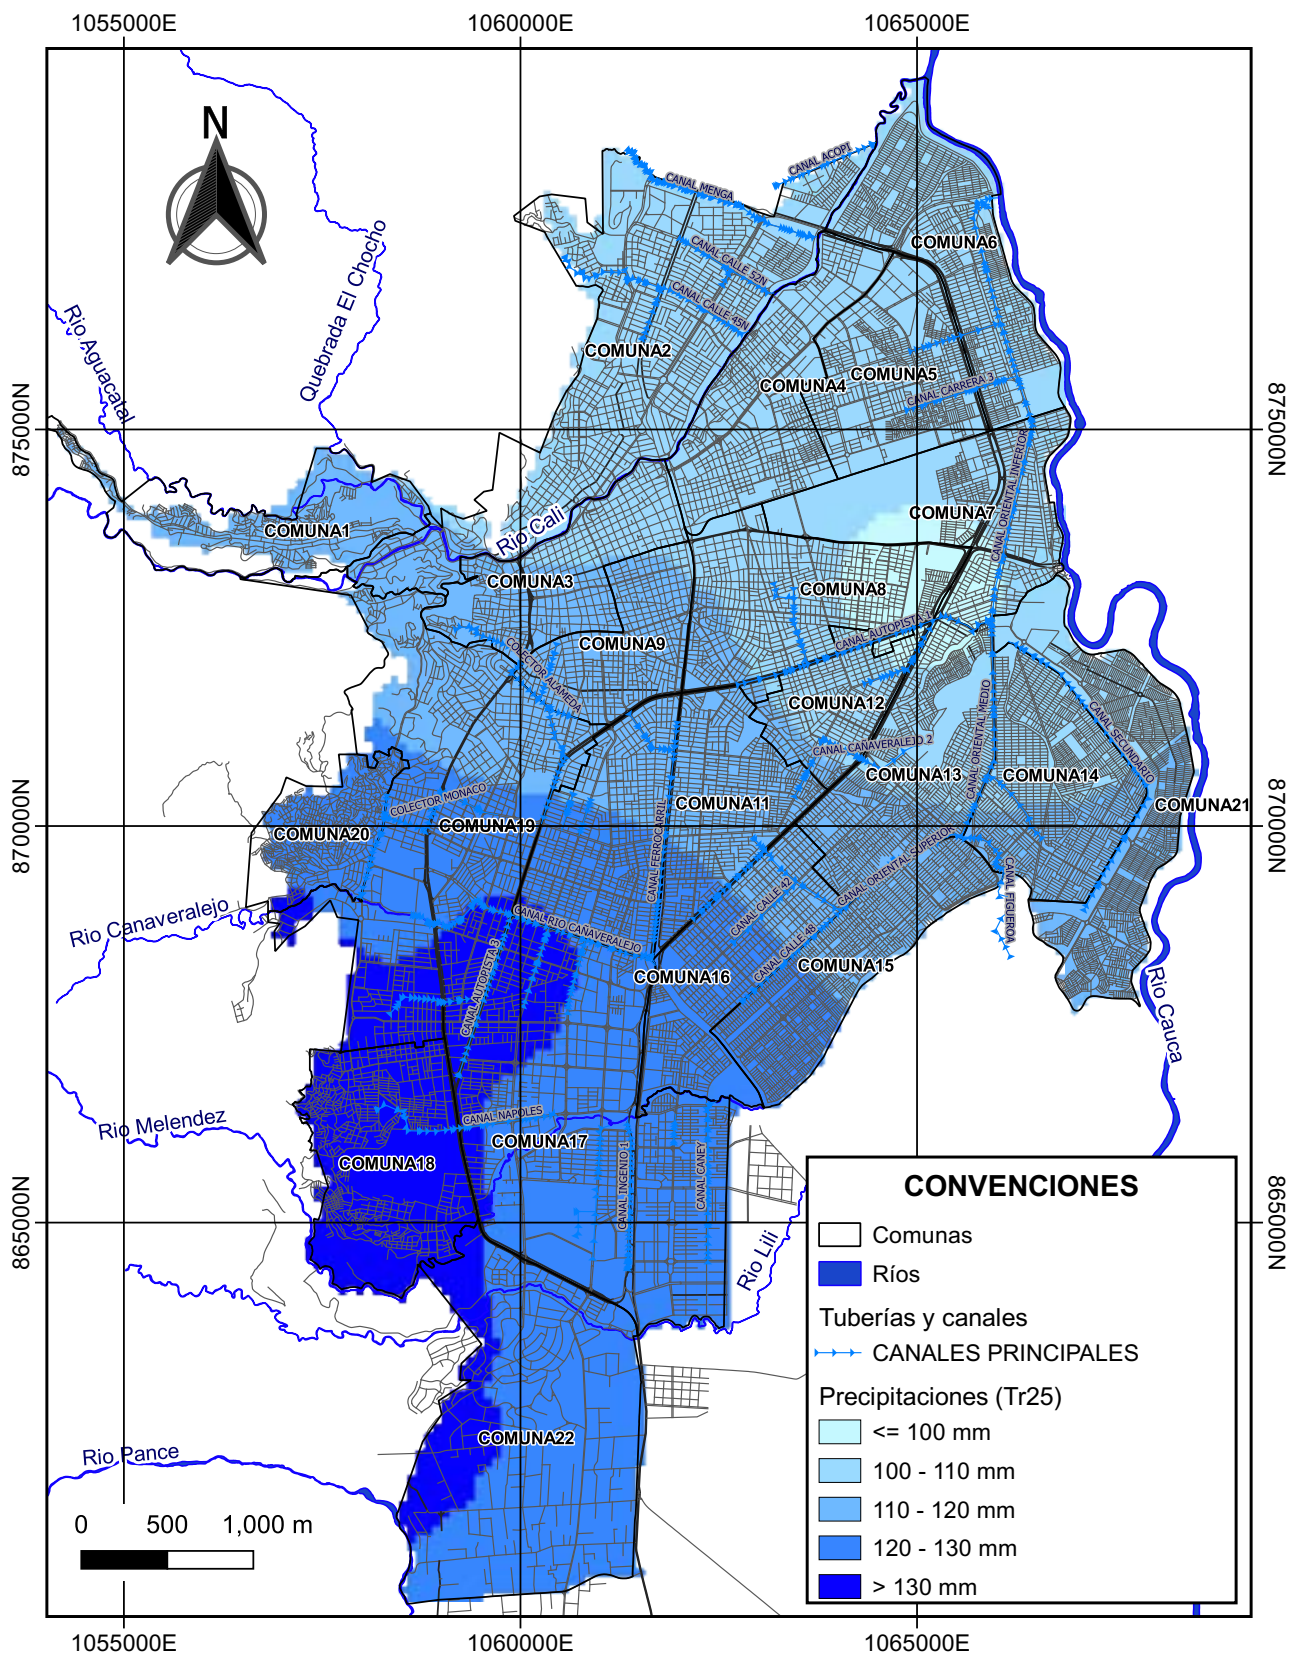 1055000E
1060000E
1065000E
N
CANAL ACOPI
CANAL MENGA
COMUNA6
Quebrada El Chocho
CANAL CALLE 52N
CANAL CALLE 45N
Rio Aguacatal
COMUNA2
COMUNA4
COMUNA5
CANAL CARRERA 3
875000N
875000N
CANAL ORIENTAL INFERIOR
COMUNA7
COMUNA1
Rio Cali
COMUNA3
COMUNA8
CANAL AUTOPISTA 1
COMUNA9
COLECTOR ALAMEDA
COMUNA12
CANAL ORIENTAL MEDIO
CANAL SECUNDARIO
CANAL CAÑAVERALEJO 2
COMUNA13
COMUNA14
COLECTOR MONACO
COMUNA11
COMUNA21
COMUNA20
COMUNA19
870000N
870000N
CANAL FERROCARRIL
CANAL ORIENTAL SUPERIOR
CANAL CALLE 42
CANAL FIGUEROA
Rio Canaveralejo
CANAL RIO CAÑAVERALEJO
CANAL CALLE 48
COMUNA16
COMUNA15
CANAL AUTOPISTA 3
Rio Cauca
Rio Melendez
CANAL NAPOLES
COMUNA17
COMUNA18
CANAL INGENIO 1
CANAL CANEY
865000N
865000N
Rio Lili
CONVENCIONES
Comunas
Ríos
Tuberías y canales
CANALES PRINCIPALES
Precipitaciones (Tr25)
<= 100 mm
100 - 110 mm
110 - 120 mm
120 - 130 mm
> 130 mm
COMUNA22
Rio Pance
0 500 1,000 m
1055000E
1060000E
1065000E